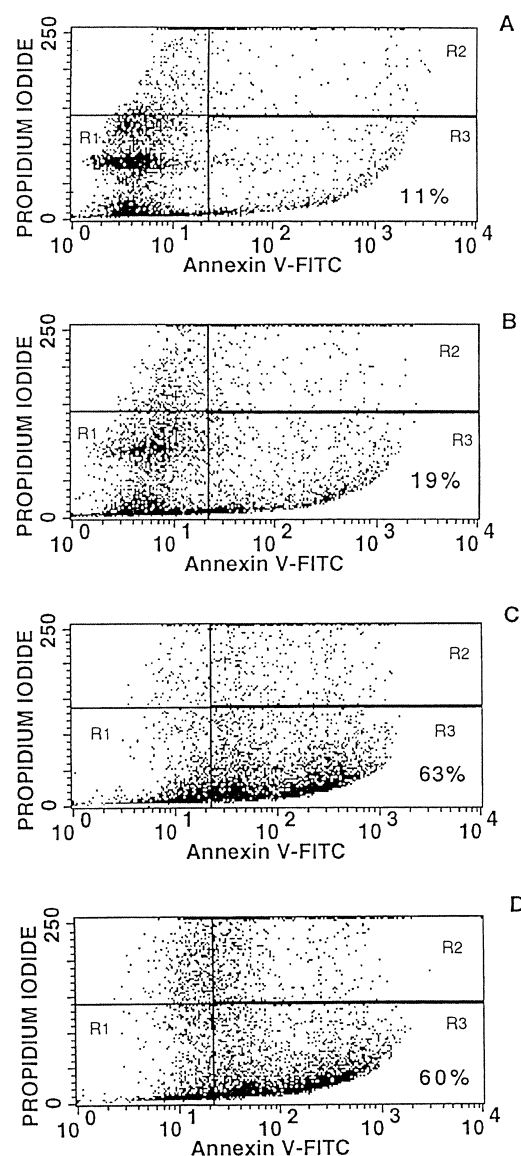 A
PROPIDIUM IODIDE
250
R2
R1
R3
11%
0
10^0 10^1 10^2 10^3 10^4
Annexin V-FITC
B
PROPIDIUM IODIDE
250
R2
R1
R3
19%
0
10^0 10^1 10^2 10^3 10^4
Annexin V-FITC
C
PROPIDIUM IODIDE
250
R2
R1
R3
63%
0
10^0 10^1 10^2 10^3 10^4
Annexin V-FITC
D
PROPIDIUM IODIDE
250
R2
R1
R3
60%
0
10^0 10^1 10^2 10^3 10^4
Annexin V-FITC